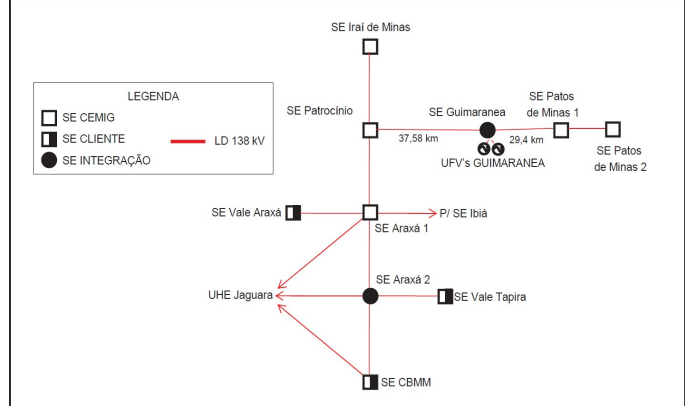 SE Iraí de Minas
LEGENDA
SE CEMIG
SE CLIENTE
LD 138 kV
SE INTEGRAÇÃO
SE Patrocínio
SE Guimaranea
SE Patos
de Minas 1
37,58 km
29,4 km
UFV's GUIMARANEA
SE Patos
de Minas 2
SE Vale Araxá
P/ SE Ibiá
SE Araxá 1
SE Araxá 2
UHE Jaguara
SE Vale Tapira
SE CBMM